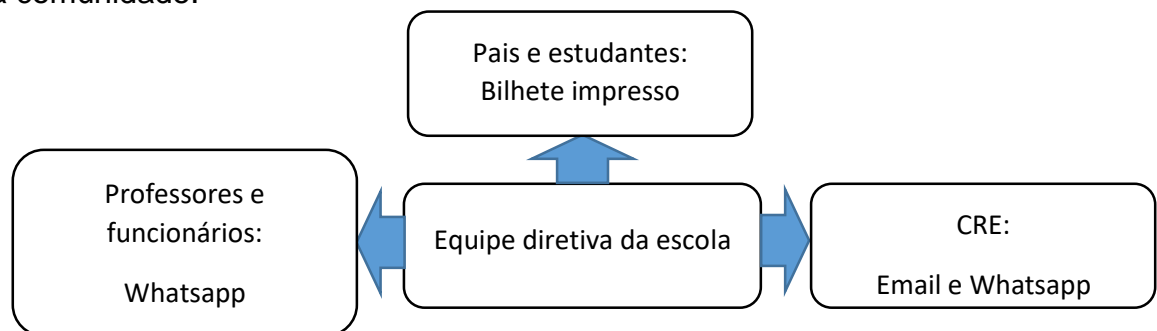 comunidade.
Pais e estudantes:
Bilhete impresso
Professores e
funcionários:
Whatsapp
Equipe diretiva da escola
CRE:
Email e Whatsapp